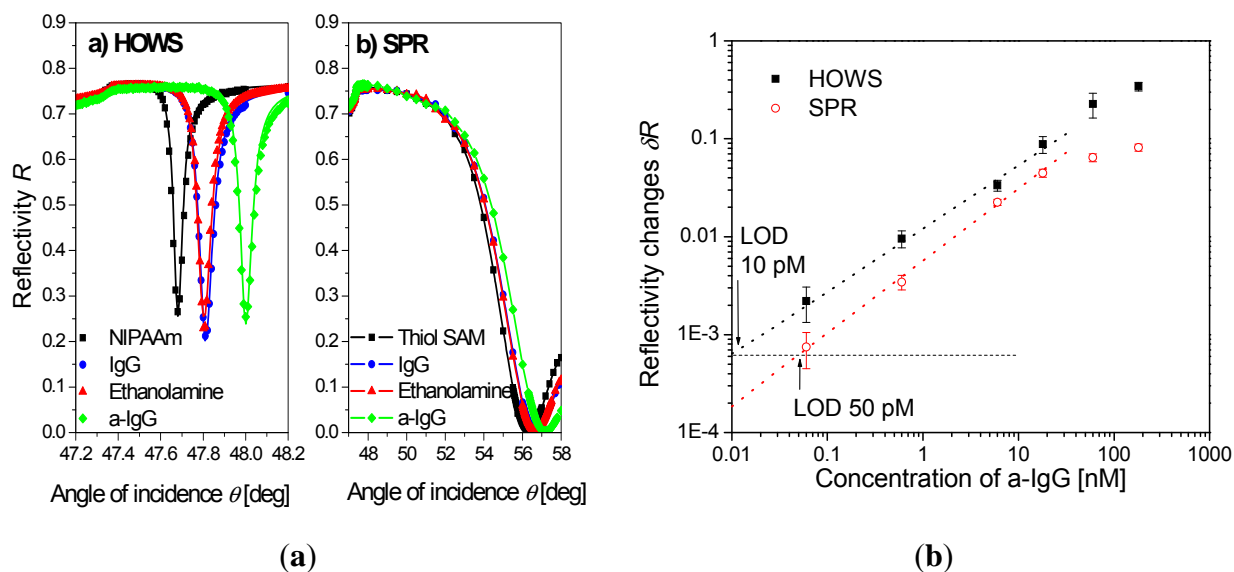 a) HOWS
b) SPR
0.9
0.8
0.7
0.6
0.5
0.4
0.3
0.2
0.1
0.0
Reflectivity R
NIPAAm
IgG
Ethanolamine
a-IgG
47.2 47.4 47.6 47.8 48.0 48.2
Angle of incidence θ [deg]
0.9
0.8
0.7
0.6
0.5
0.4
0.3
0.2
0.1
0.0
Thiol SAM
IgG
Ethanolamine
a-IgG
48 50 52 54 56 58
Angle of incidence θ [deg]
(a)
1
0.1
0.01
1E-3
1E-4
Reflectivity changes δR
HOWS
SPR
LOD
10 pM
LOD 50 pM
0.01 0.1 1 10 100 1000
Concentration of a-IgG [nM]
(b)